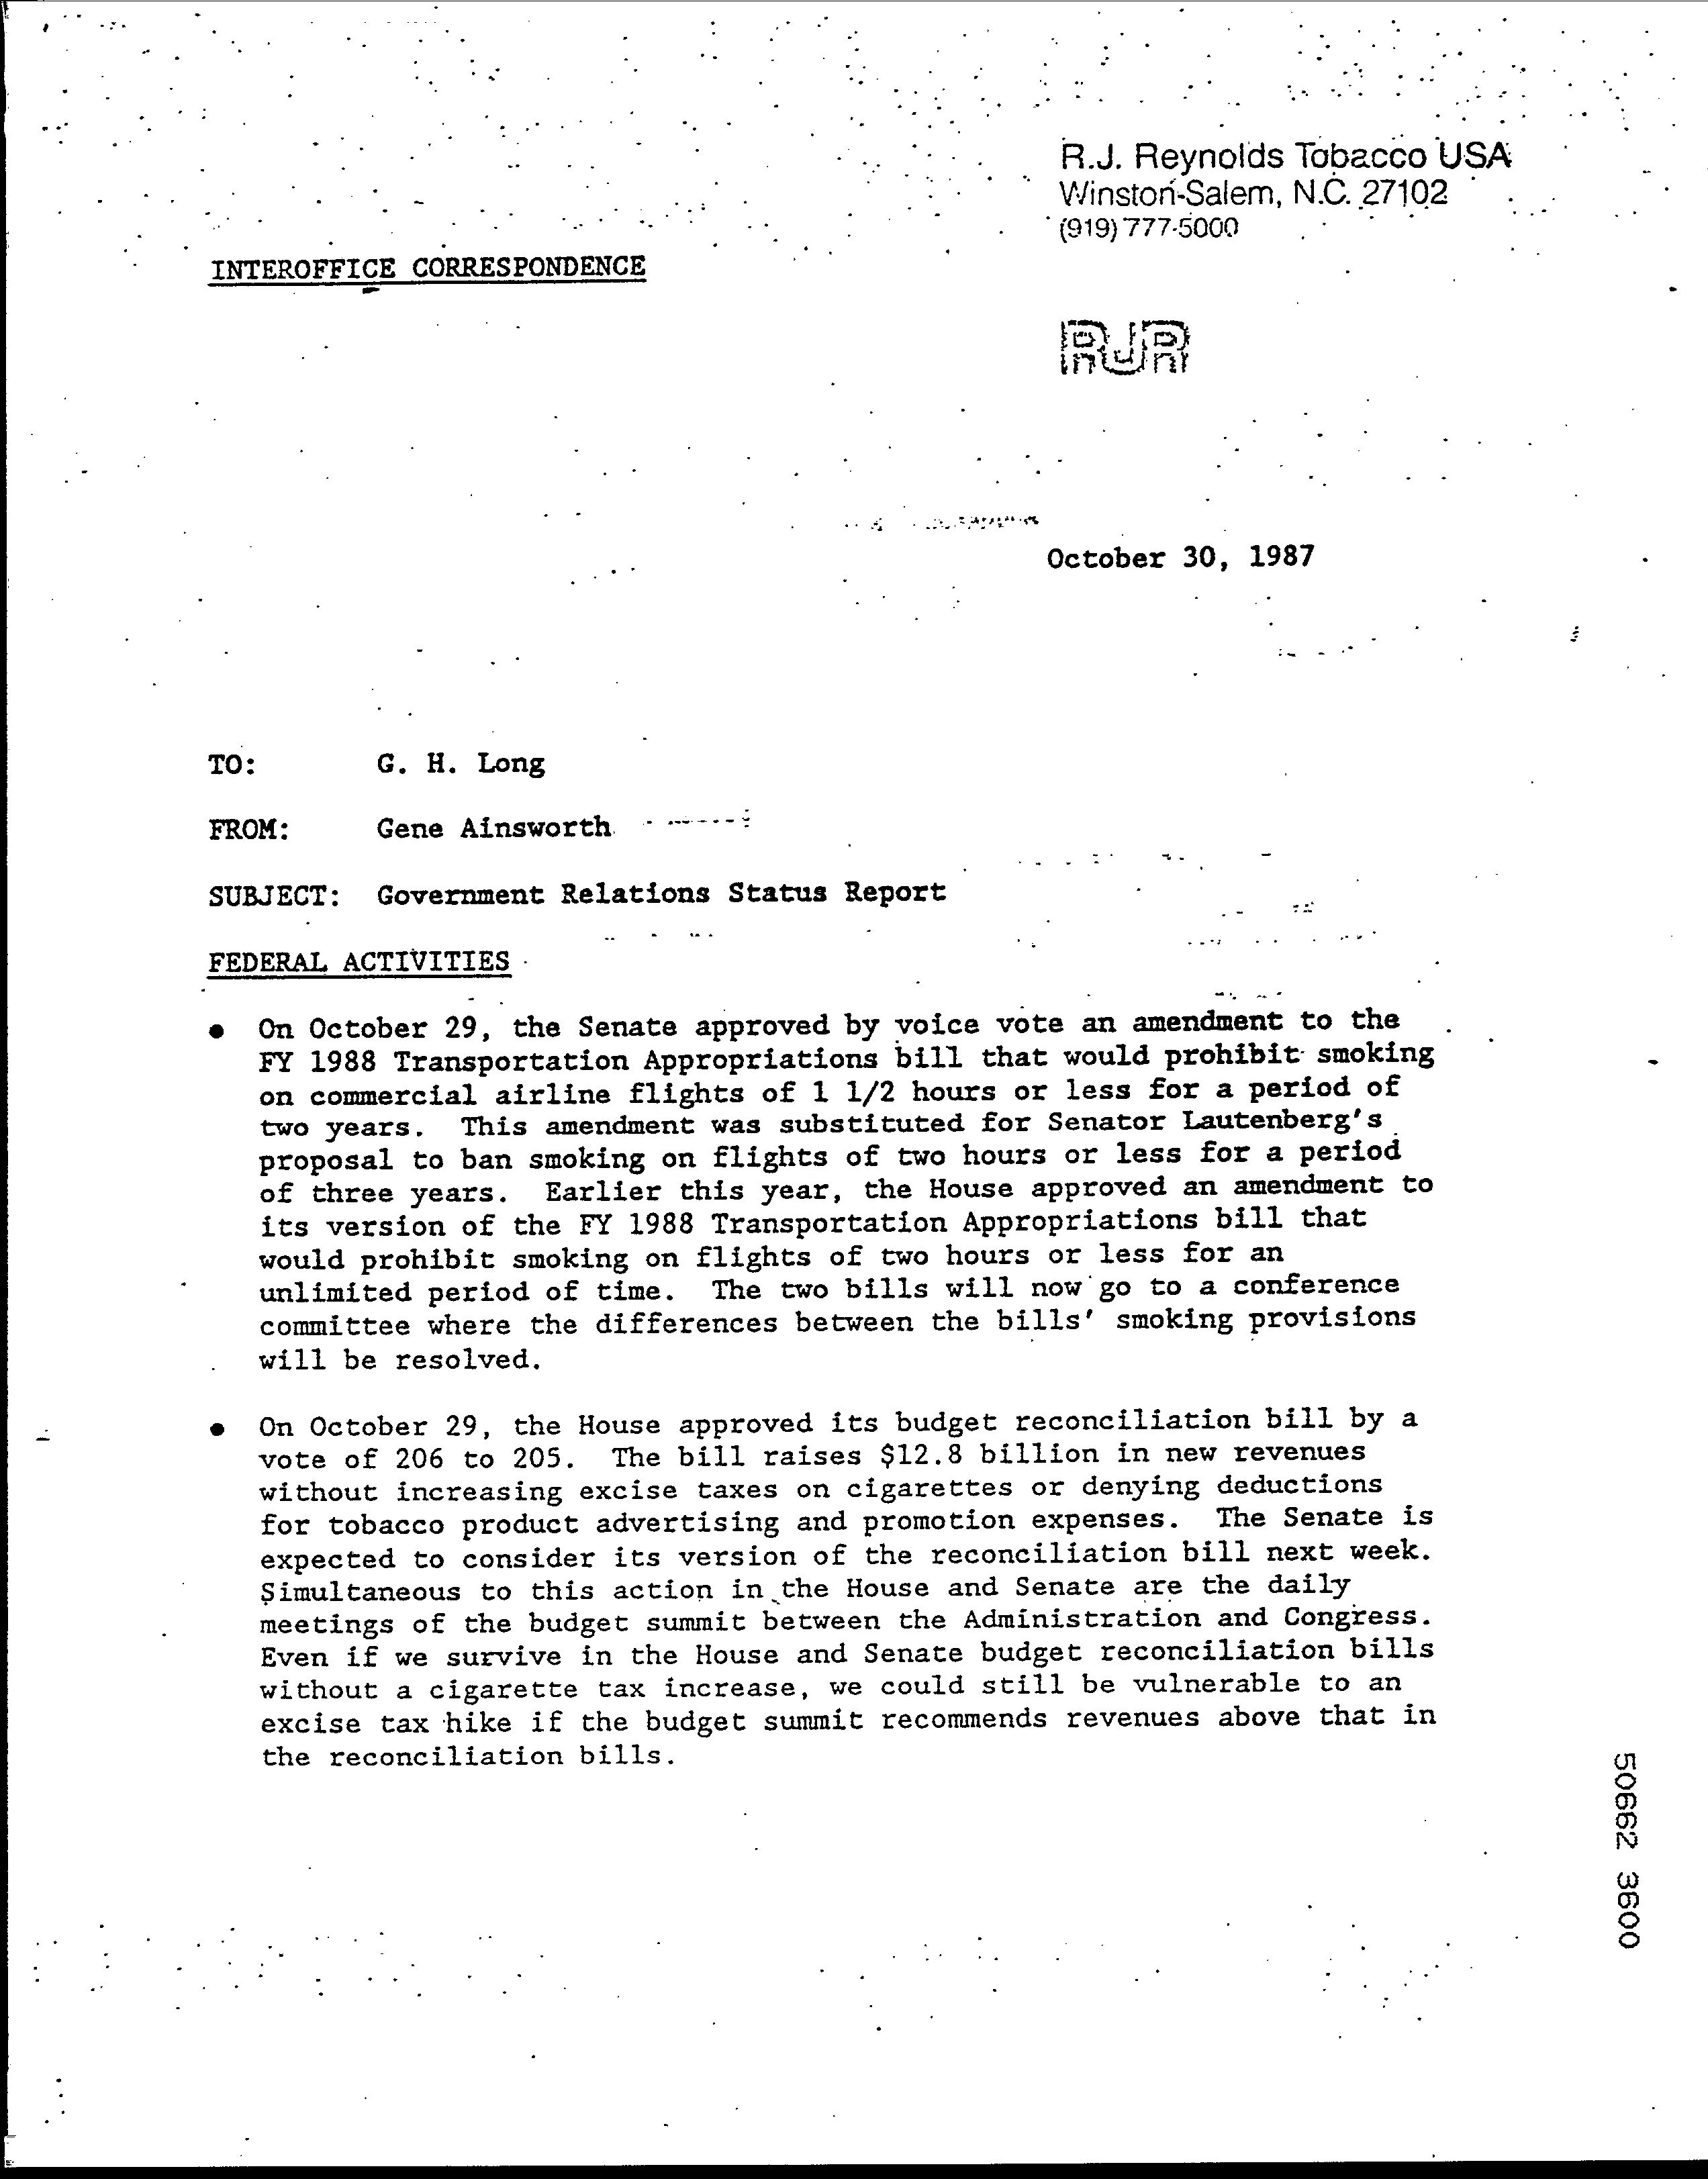 R.J. Reynolds Tobacco USA
Winston-Salem, N.C. 27102
(919) 777-5000
INTEROFFICE CORRESPONDENCE
RJR
October 30, 1987
TO: G. H. Long
FROM: Gene Ainsworth
SUBJECT: Government Relations Status Report
FEDERAL ACTIVITIES
● On October 29, the Senate approved by voice vote an amendment to the
FY 1988 Transportation Appropriations bill that would prohibit smoking
on commercial airline flights of 1 1/2 hours or less for a period of
two years. This amendment was substituted for Senator Lautenberg's
proposal to ban smoking on flights of two hours or less for a period
of three years. Earlier this year, the House approved an amendment to
its version of the FY 1988 Transportation Appropriations bill that
would prohibit smoking on flights of two hours or less for an
unlimited period of time. The two bills will now go to a conference
committee where the differences between the bills' smoking provisions
will be resolved.
● On October 29, the House approved its budget reconciliation bill by a
vote of 206 to 205. The bill raises $12.8 billion in new revenues
without increasing excise taxes on cigarettes or denying deductions
for tobacco product advertising and promotion expenses. The Senate is
expected to consider its version of the reconciliation bill next week.
Simultaneous to this action in the House and Senate are the daily
meetings of the budget summit between the Administration and Congress.
Even if we survive in the House and Senate budget reconciliation bills
without a cigarette tax increase, we could still be vulnerable to an
excise tax hike if the budget summit recommends revenues above that in
the reconciliation bills.
50662 3600